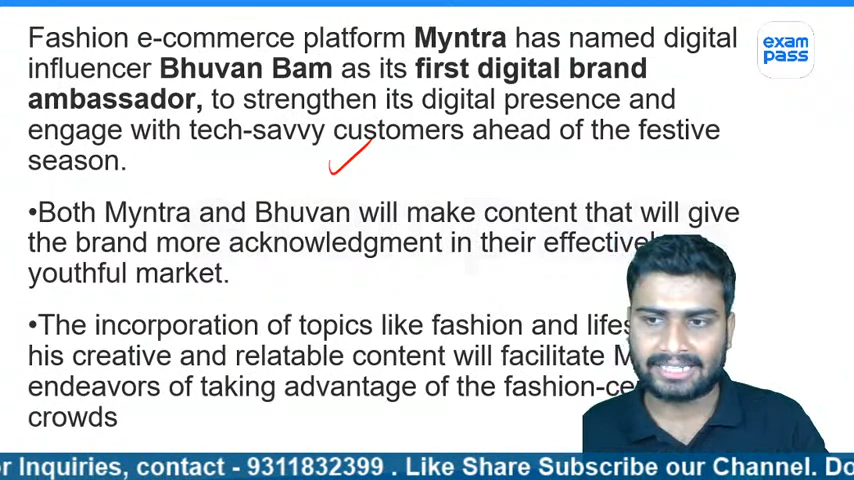 Fashion e-commerce platform Myntra has named digital
influencer Bhuvan Bam as its first digital brand
ambassador, to strengthen its digital presence and
engage with tech-savvy customers ahead of the festive
season.
•Both Myntra and Bhuvan will make content that will give
the brand more acknowledgment in their effectively
youthful market.
•The incorporation of topics like fashion and
his creative and relatable content will facilitate
endeavors of taking advantage of the
crowds
exam
pass
Inquiries, contact - 9311832399 . Like Share Subscribe our Channel.